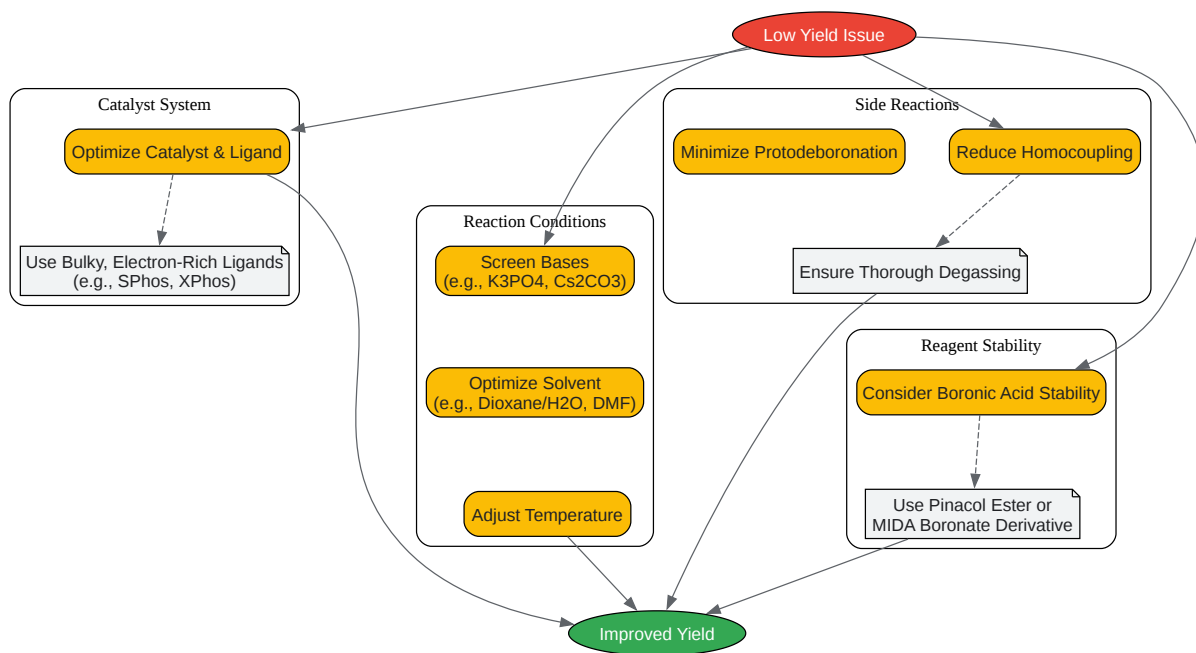 Low Yield Issue
Catalyst System
Optimize Catalyst & Ligand
Use Bulky, Electron-Rich Ligands
(e.g., SPhos, XPhos)
Reaction Conditions
Screen Bases
(e.g., K3PO4, Cs2CO3)
Optimize Solvent
(e.g., Dioxane/H2O, DMF)
Adjust Temperature
Side Reactions
Minimize Protodeboronation
Reduce Homocoupling
Ensure Thorough Degassing
Reagent Stability
Consider Boronic Acid Stability
Use Pinacol Ester or
MIDA Boronate Derivative
Improved Yield